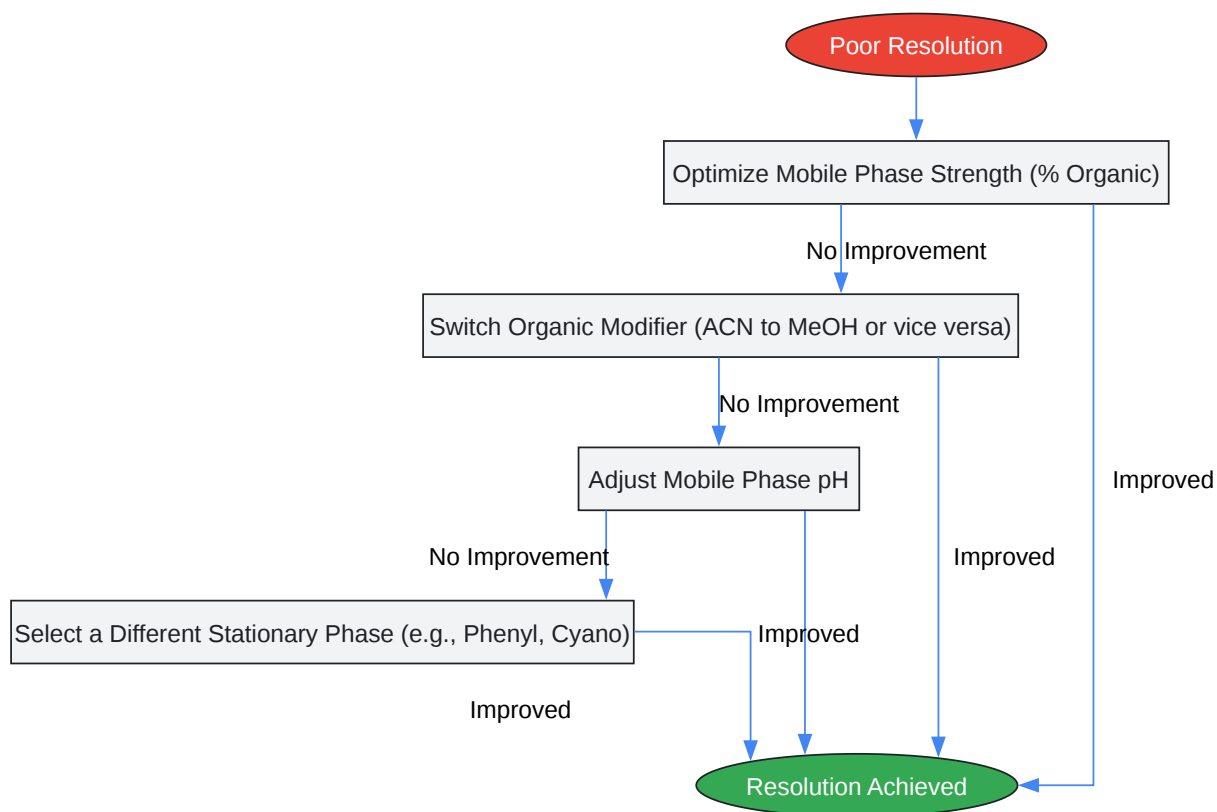 Poor Resolution
Optimize Mobile Phase Strength (% Organic)
No Improvement
Switch Organic Modifier (ACN to MeOH or vice versa)
No Improvement
Adjust Mobile Phase pH
Improved
No Improvement
Improved
Select a Different Stationary Phase (e.g., Phenyl, Cyano)
Improved
Improved
Resolution Achieved